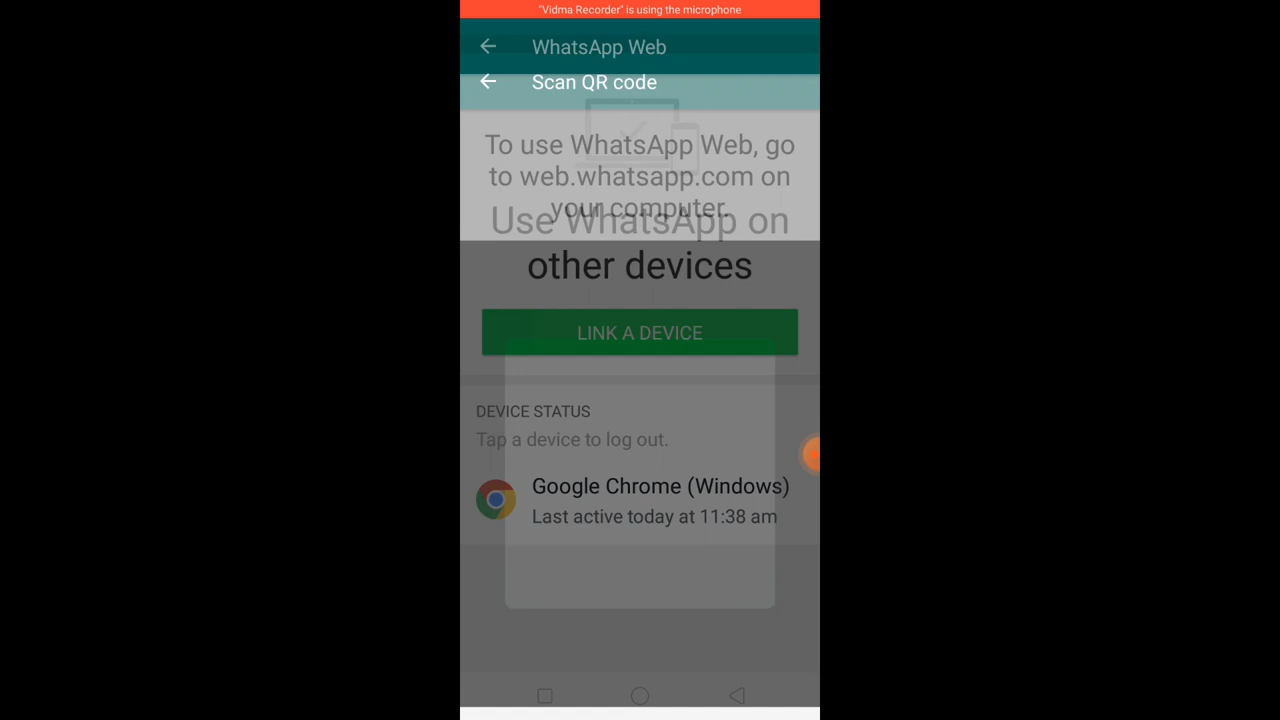 "Vidma Recorder" is using the microphone
WhatsApp Web
Scan QR code
To use WhatsApp Web, go
to web.whatsapp.com on
your computer.
Use WhatsApp on
other devices
LINK A DEVICE
DEVICE STATUS
Tap a device to log out.
Google Chrome (Windows)
Last active today at 11:38 am